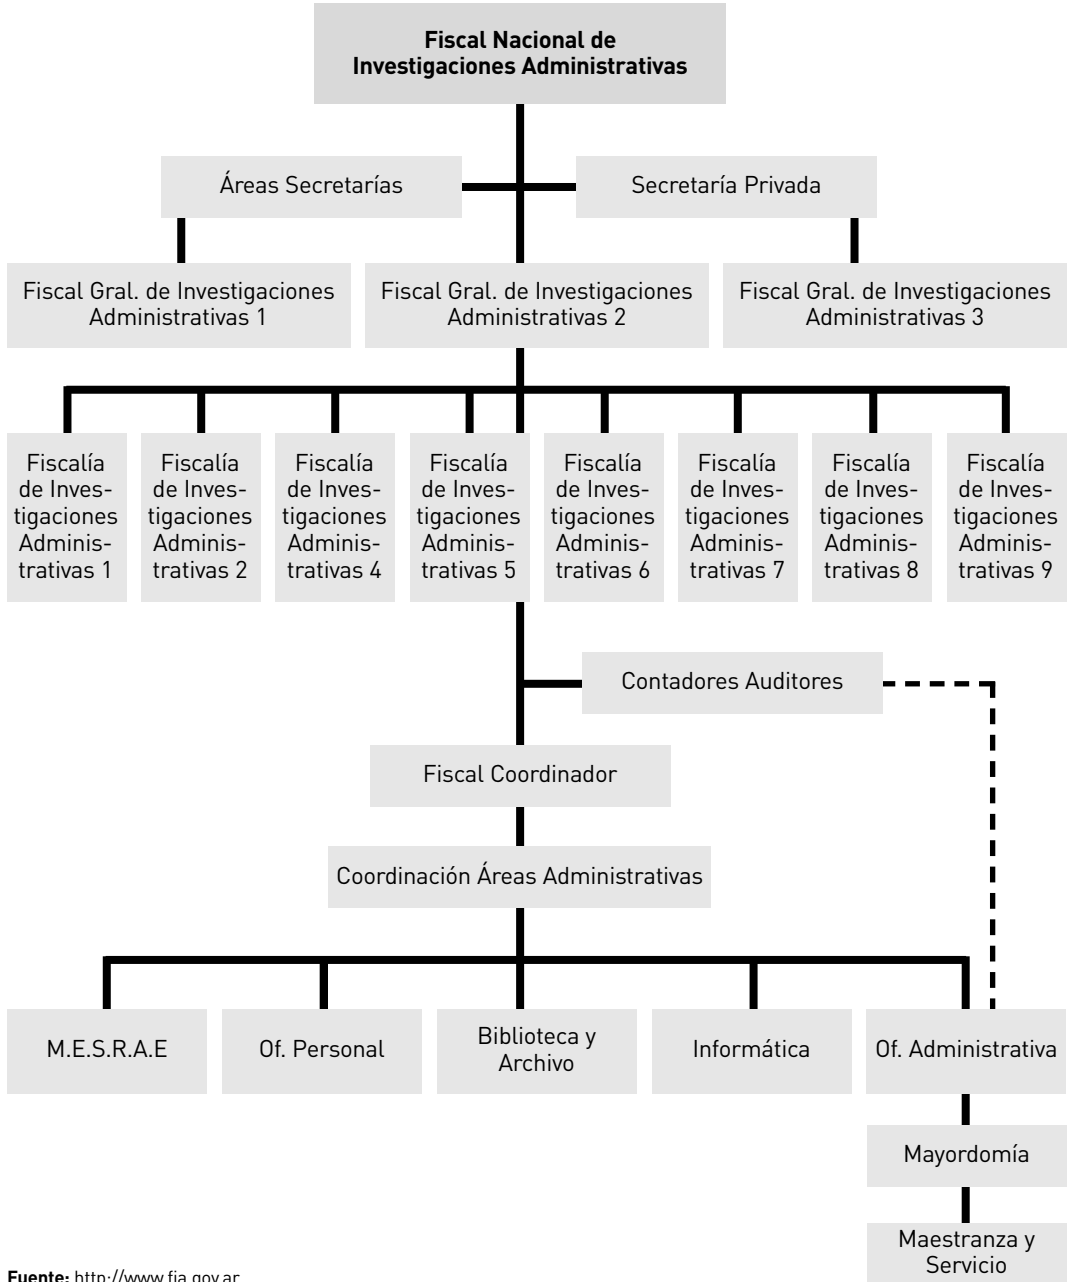 Fiscal Nacional de
Investigaciones Administrativas
Áreas Secretarías
Secretaría Privada
Fiscal Gral. de Investigaciones
Administrativas 1
Fiscal Gral. de Investigaciones
Administrativas 2
Fiscal Gral. de Investigaciones
Administrativas 3
Fiscalía
de Inves-
tigaciones
Adminis-
trativas 1
Fiscalía
de Inves-
tigaciones
Adminis-
trativas 2
Fiscalía
de Inves-
tigaciones
Adminis-
trativas 4
Fiscalía
de Inves-
tigaciones
Adminis-
trativas 5
Fiscalía
de Inves-
tigaciones
Adminis-
trativas 6
Fiscalía
de Inves-
tigaciones
Adminis-
trativas 7
Fiscalía
de Inves-
tigaciones
Adminis-
trativas 8
Fiscalía
de Inves-
tigaciones
Adminis-
trativas 9
Contadores Auditores
Fiscal Coordinador
Coordinación Áreas Administrativas
M.E.S.R.A.E
Of. Personal
Biblioteca y
Archivo
Informática
Of. Administrativa
Mayordomía
Maestranza y
Servicio
Fuente: http://www.fia.gov.ar